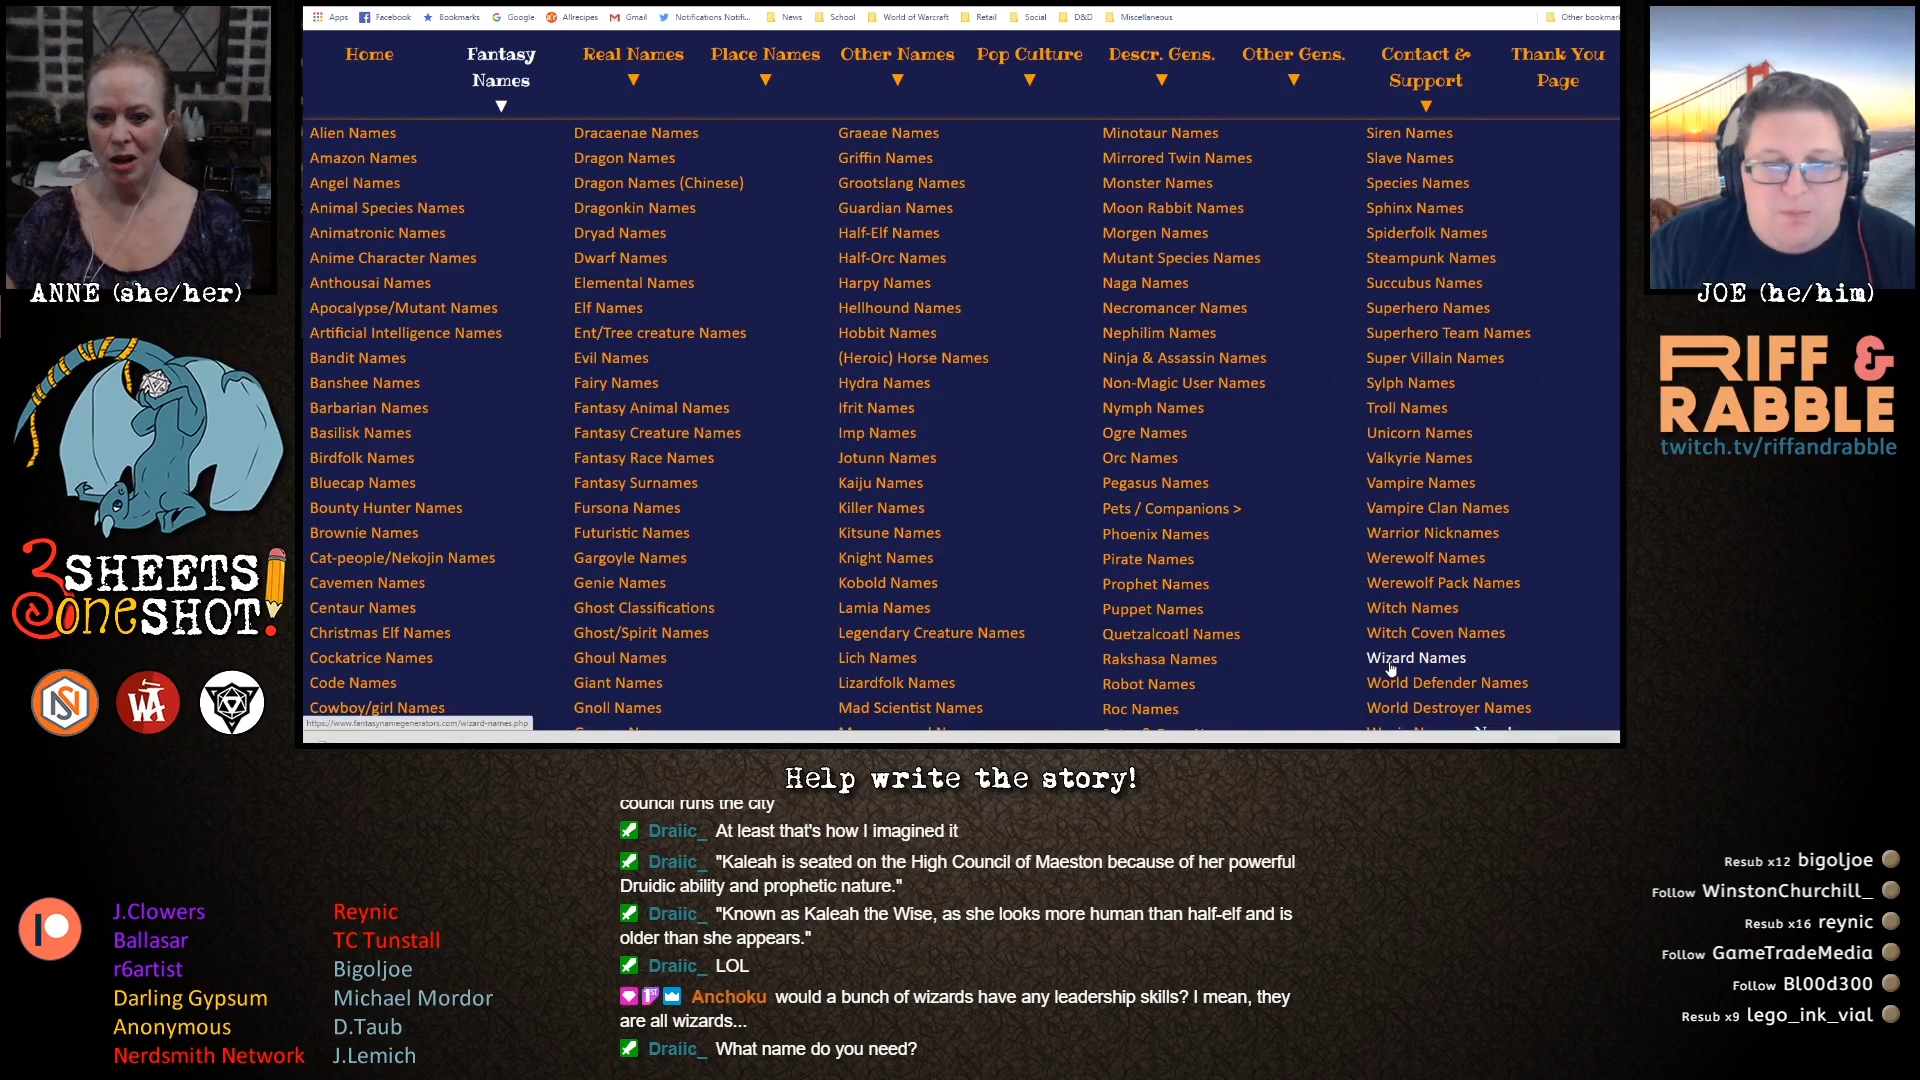 Apps Facebook Bookmarks Google Allrecipes Gmail Notifications Notifi... News School World of Warcraft Retail Social D&D Miscellaneous Other bookmar
Home Fantasy Names ▼ Real Names ▼ Place Names ▼ Other Names ▼ Pop Culture ▼ Descr. Gens. ▼ Other Gens. ▼ Contact & Support ▼ Thank You Page
Alien Names Dracaenae Names Graeae Names Minotaur Names Siren Names
Amazon Names Dragon Names Griffin Names Mirrored Twin Names Slave Names
Angel Names Dragon Names (Chinese) Grootslang Names Monster Names Species Names
Animal Species Names Dragonkin Names Guardian Names Moon Rabbit Names Sphinx Names
Animatronic Names Dryad Names Half-Elf Names Morgen Names Spiderfolk Names
Anime Character Names Dwarf Names Half-Orc Names Mutant Species Names Steampunk Names
Anthousai Names Elemental Names Harpy Names Naga Names Succubus Names
Apocalypse/Mutant Names Elf Names Hellhound Names Necromancer Names Superhero Names
Artificial Intelligence Names Ent/Tree creature Names Hobbit Names Nephilim Names Superhero Team Names
Bandit Names Evil Names (Heroic) Horse Names Ninja & Assassin Names Super Villain Names
Banshee Names Fairy Names Hydra Names Non-Magic User Names Sylph Names
Barbarian Names Fantasy Animal Names Ifrit Names Nymph Names Troll Names
Basilisk Names Fantasy Creature Names Imp Names Ogre Names Unicorn Names
Birdfolk Names Fantasy Race Names Jotunn Names Orc Names Valkyrie Names
Bluecap Names Fantasy Surnames Kaiju Names Pegasus Names Vampire Names
Bounty Hunter Names Fursona Names Killer Names Pets / Companions > Vampire Clan Names
Brownie Names Futuristic Names Kitsune Names Phoenix Names Warrior Nicknames
Cat-people/Nekojin Names Gargoyle Names Knight Names Pirate Names Werewolf Names
Cavemen Names Genie Names Kobold Names Prophet Names Werewolf Pack Names
Centaur Names Ghost Classifications Lamia Names Puppet Names Witch Names
Christmas Elf Names Ghost/Spirit Names Legendary Creature Names Quetzalcoatl Names Witch Coven Names
Cockatrice Names Ghoul Names Lich Names Rakshasa Names Wizard Names
Code Names Giant Names Lizardfolk Names Robot Names World Defender Names
Cowboy/girl Names Gnoll Names Mad Scientist Names Roc Names World Destroyer Names
https://www.fantasynamegenerators.com/wizard-names.php
ANNE (she/her)
3 SHEETS
oneSHOT!
NS
WA
JOE (he/him)
RIFF &
RABBLE
twitch.tv/riffandrabble
Help write the story!
council runs the city
Draiic_ At least that's how I imagined it
Draiic_ "Kaleah is seated on the High Council of Maeston because of her powerful
Druidic ability and prophetic nature."
Draiic_ "Known as Kaleah the Wise, as she looks more human than half-elf and is
older than she appears."
Draiic_ LOL
1ST Anchoku would a bunch of wizards have any leadership skills? I mean, they
are all wizards...
Draiic_ What name do you need?
J.Clowers Reynic
Ballasar TC Tunstall
r6artist Bigoljoe
Darling Gypsum Michael Mordor
Anonymous D.Taub
Nerdsmith Network J.Lemich
Resub x12 bigoljoe
Follow WinstonChurchill_
Resub x16 reynic
Follow GameTradeMedia
Follow Bl00d300
Resub x9 lego_ink_vial